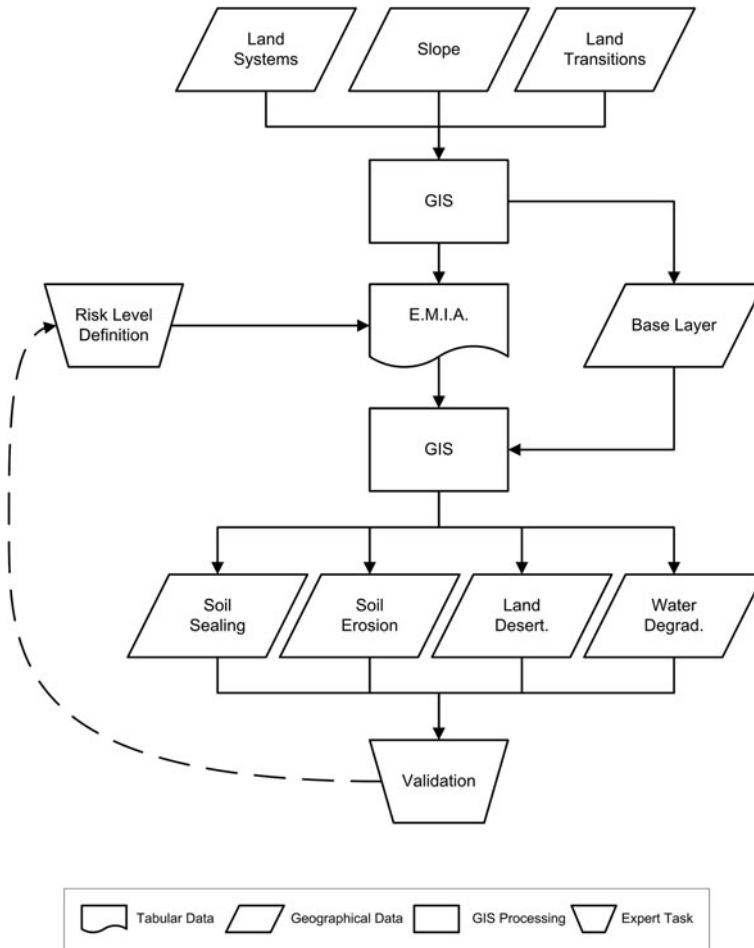 Land
Systems
Slope
Land
Transitions
GIS
Risk Level
Definition
E.M.I.A.
Base Layer
GIS
Soil
Sealing
Soil
Erosion
Land
Desert.
Water
Degrad.
Validation
Tabular Data
Geographical Data
GIS Processing
Expert Task